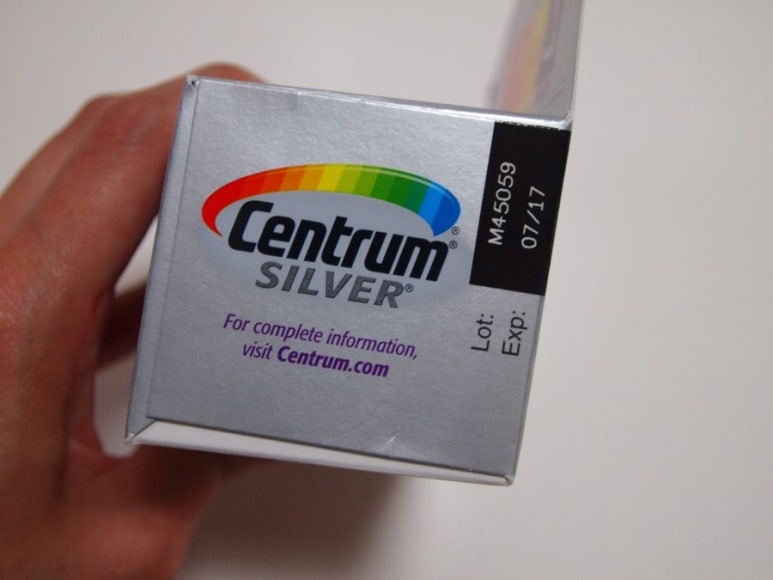 Centrum®
SILVER®
For complete information,
visit Centrum.com
Lot: M45059
Exp: 07/17